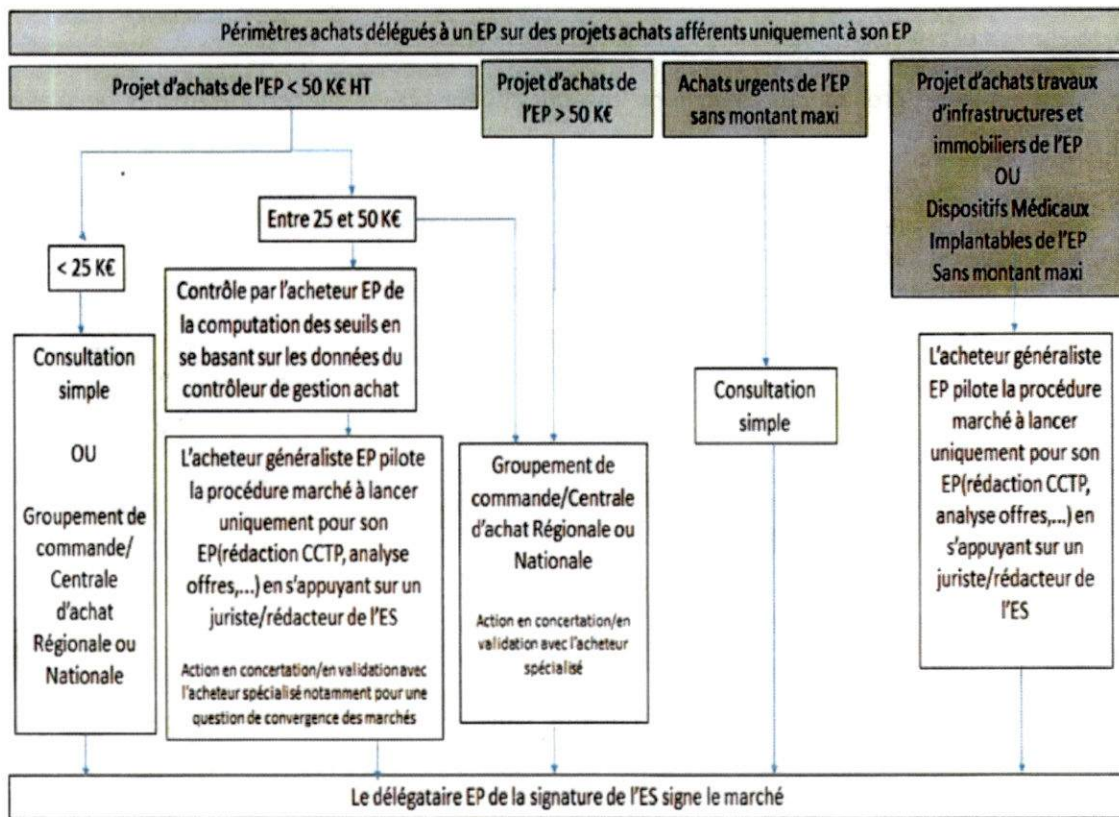 Périmètres achats délégués à un EP sur des projets achats afférents uniquement à son EP
Projet d'achats de l'EP < 50 K€ HT
Projet d'achats de
l'EP > 50 K€
Achats urgents de l'EP
sans montant maxi
Projet d'achats travaux
d'infrastructures et
immobiliers de l'EP
OU
Dispositifs Médicaux
Implantables de l'EP
Sans montant maxi
< 25 K€
Entre 25 et 50 K€
Consultation
simple
OU
Groupement de
commande/
Centrale
d'achat
Régionale ou
Nationale
Contrôle par l'acheteur EP de
la computation des seuils en
se basant sur les données du
contrôleur de gestion achat
L'acheteur généraliste EP pilote
la procédure marché à lancer
uniquement pour son
EP(rédaction CCTP, analyse
offres,...) en s'appuyant sur un
juriste/rédacteur de l'ES
Action en concertation/en validation avec
l'acheteur spécialisé notamment pour une
question de convergence des marchés
Groupement de
commande/Centrale
d'achat Régionale ou
Nationale
Action en concertation/en
validation avec l'acheteur
spécialisé
Consultation
simple
L'acheteur généraliste
EP pilote la procédure
marché à lancer
uniquement pour son
EP(rédaction CCTP,
analyse offres,...) en
s'appuyant sur un
juriste/rédacteur de
l'ES
Le délégataire EP de la signature de l'ES signe le marché